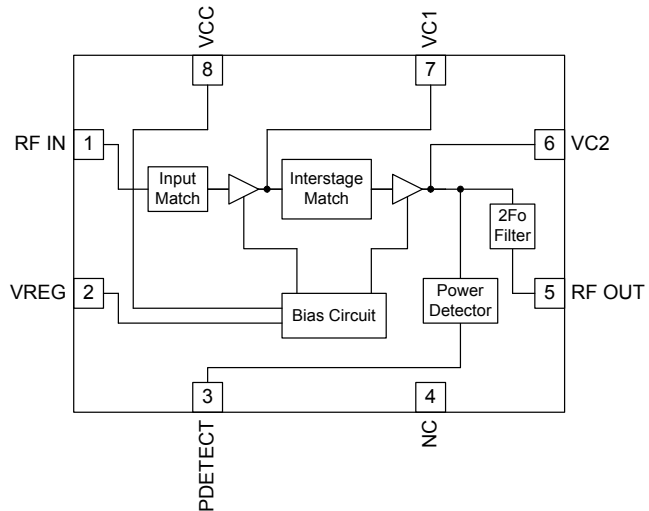 VCC
VC1
8
7
RF IN
1
6
VC2
Input
Match
Interstage
Match
2Fo
Filter
VREG
2
Bias Circuit
Power
Detector
5
RF OUT
3
4
PDETECT
NC